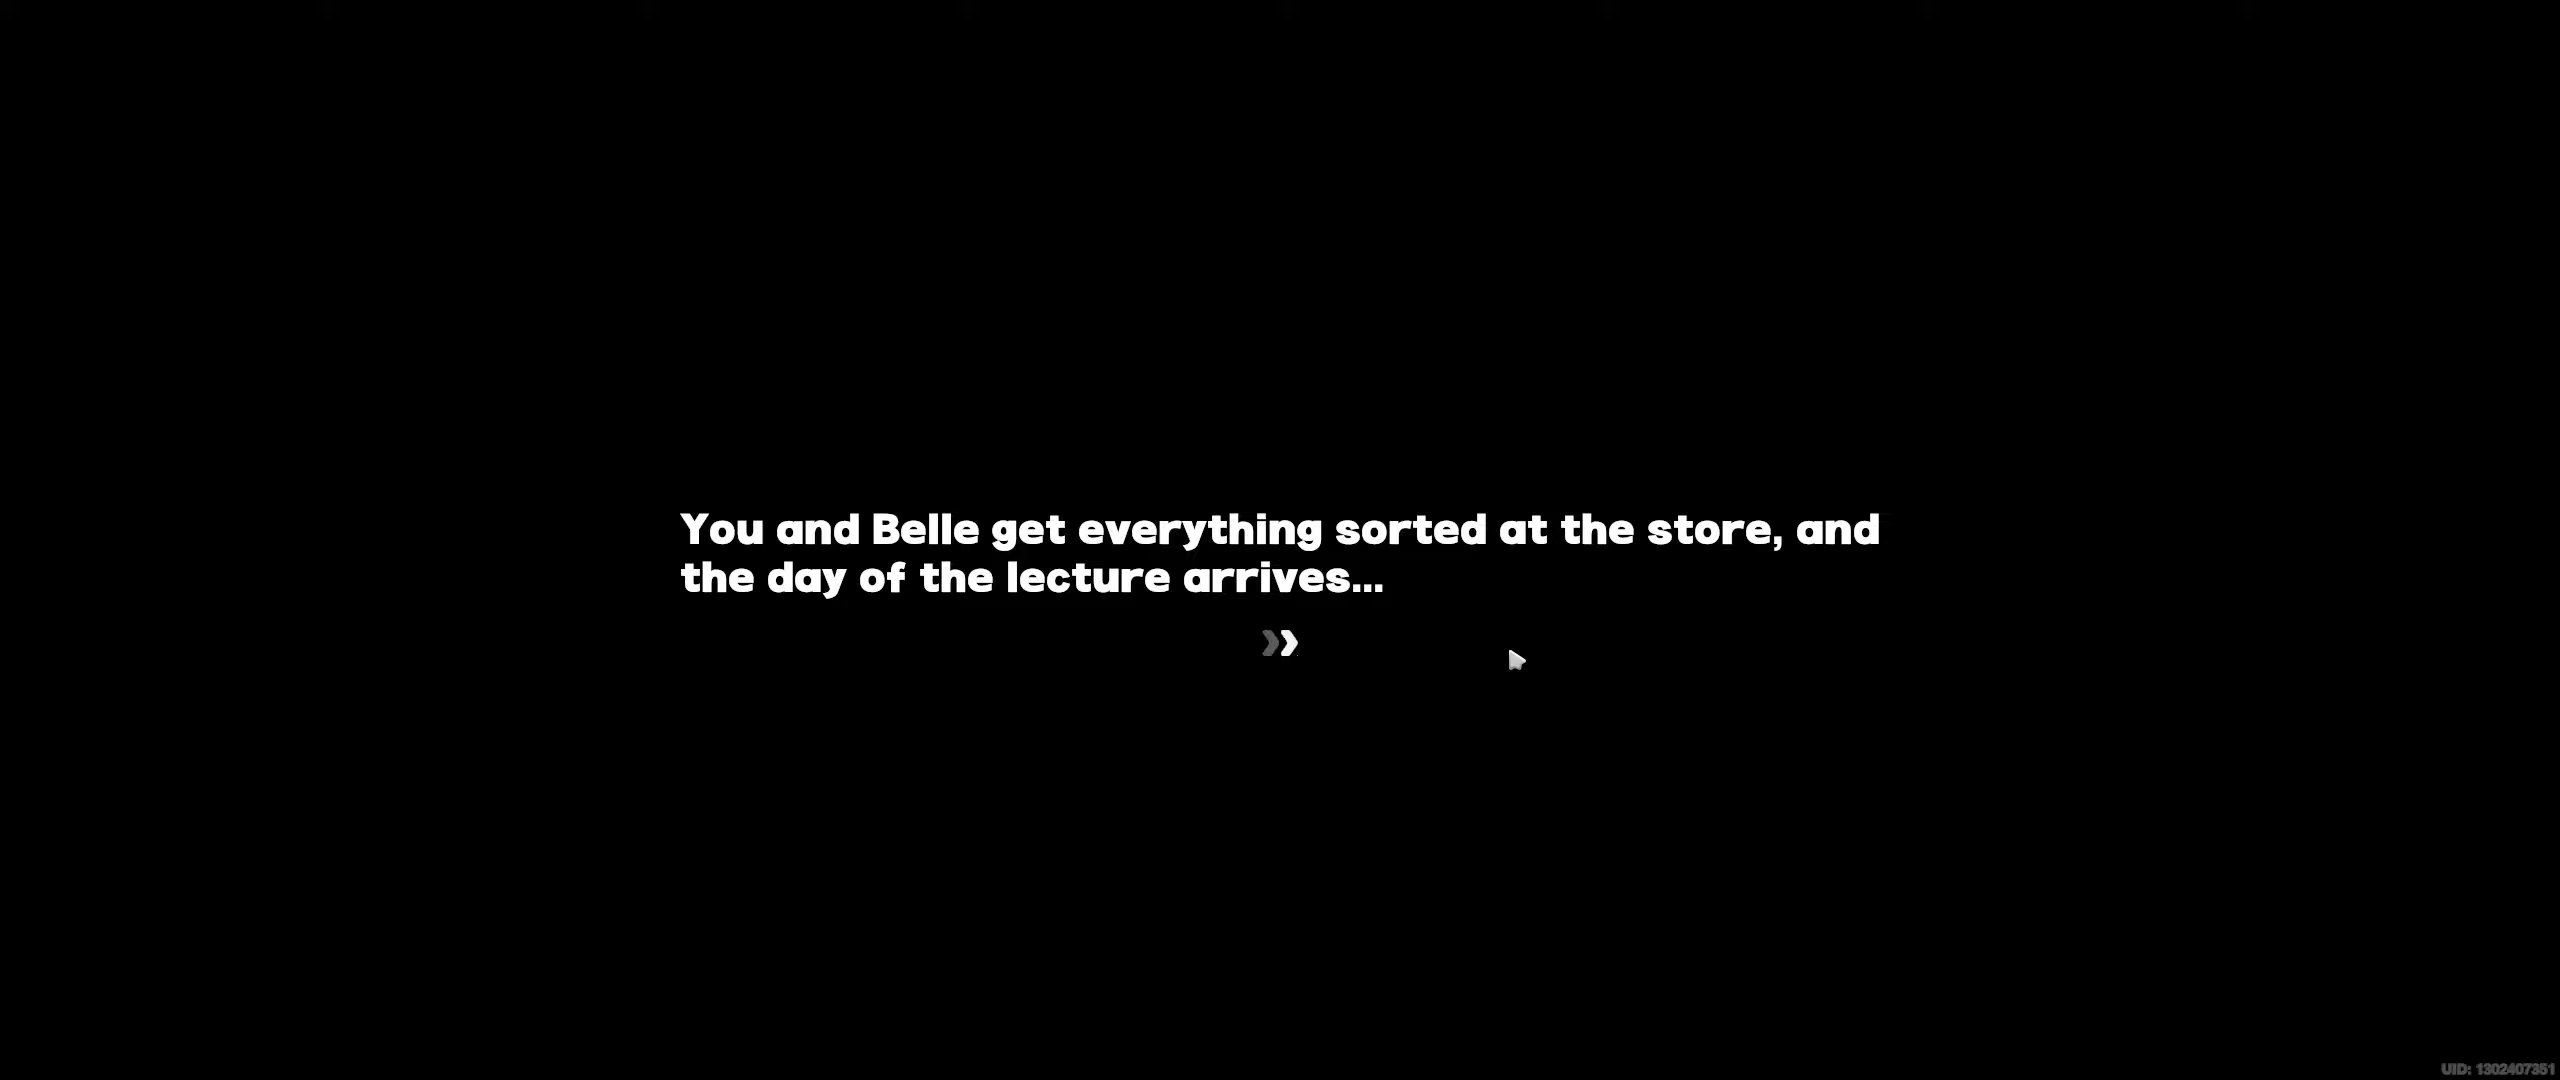 You and Belle get everything sorted at the store, and
the day of the lecture arrives...
UID: 1302407351